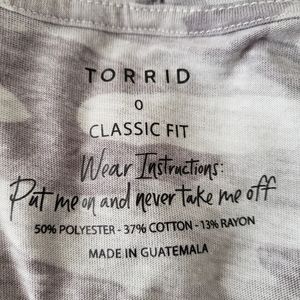 TORRID
0
CLASSIC FIT
Wear Instructions:
Put me on and never take me off
50% POLYESTER - 37% COTTON - 13% RAYON
MADE IN GUATEMALA